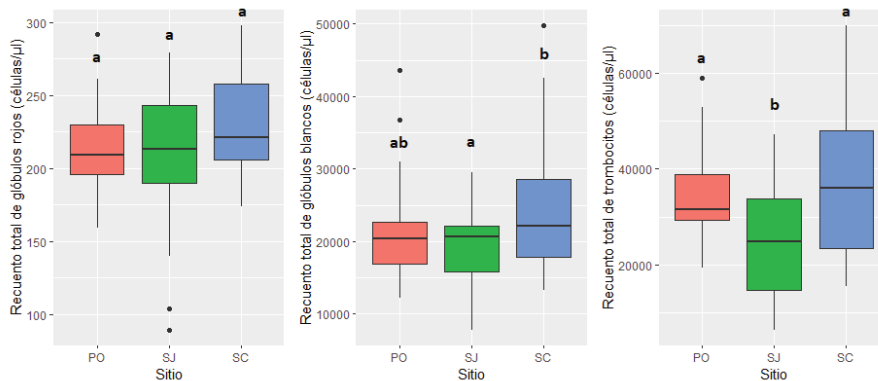 Recuento total de glóbulos rojos (células/µl)
300
250
200
150
100
a
a
a
PO
SJ
SC
Sitio
Recuento total de glóbulos blancos (células/µl)
50000
40000
30000
20000
10000
ab
a
b
PO
SJ
SC
Sitio
Recuento total de trombocitos (células/µl)
60000
40000
20000
a
b
a
PO
SJ
SC
Sitio